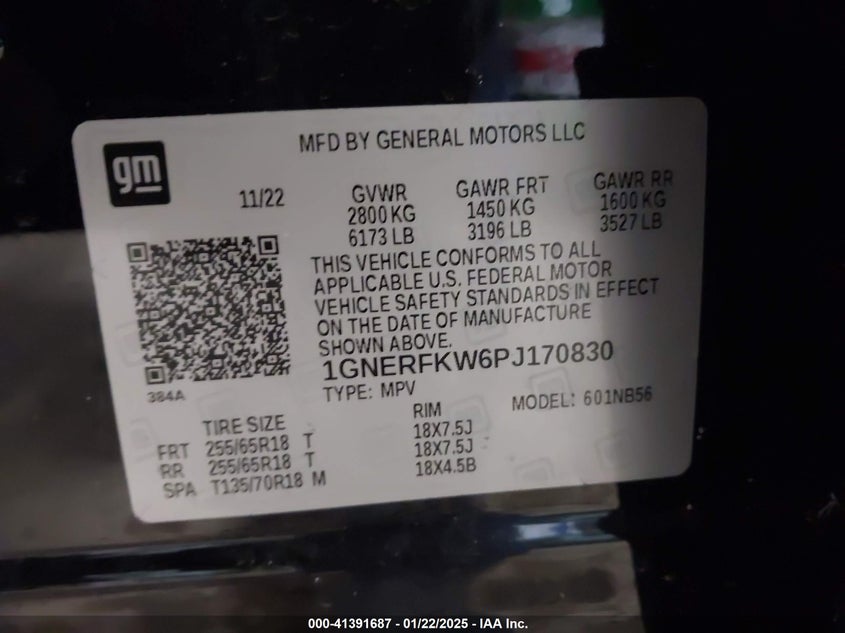 MFD BY GENERAL MOTORS LLC
gm
11/22
GVWR
2800 KG
6173 LB
GAWR FRT
1450 KG
3196 LB
GAWR RR
1600 KG
3527 LB
THIS VEHICLE CONFORMS TO ALL
APPLICABLE U.S. FEDERAL MOTOR
VEHICLE SAFETY STANDARDS IN EFFECT
ON THE DATE OF MANUFACTURE
SHOWN ABOVE.
1GNERFKW6PJ170830
384A
TYPE: MPV
MODEL: 601NB56
TIRE SIZE RIM
FRT 255/65R18 T 18X7.5J
RR 255/65R18 T 18X7.5J
SPA T135/70R18 M 18X4.5B
000-41391687 - 01/22/2025 - IAA Inc.